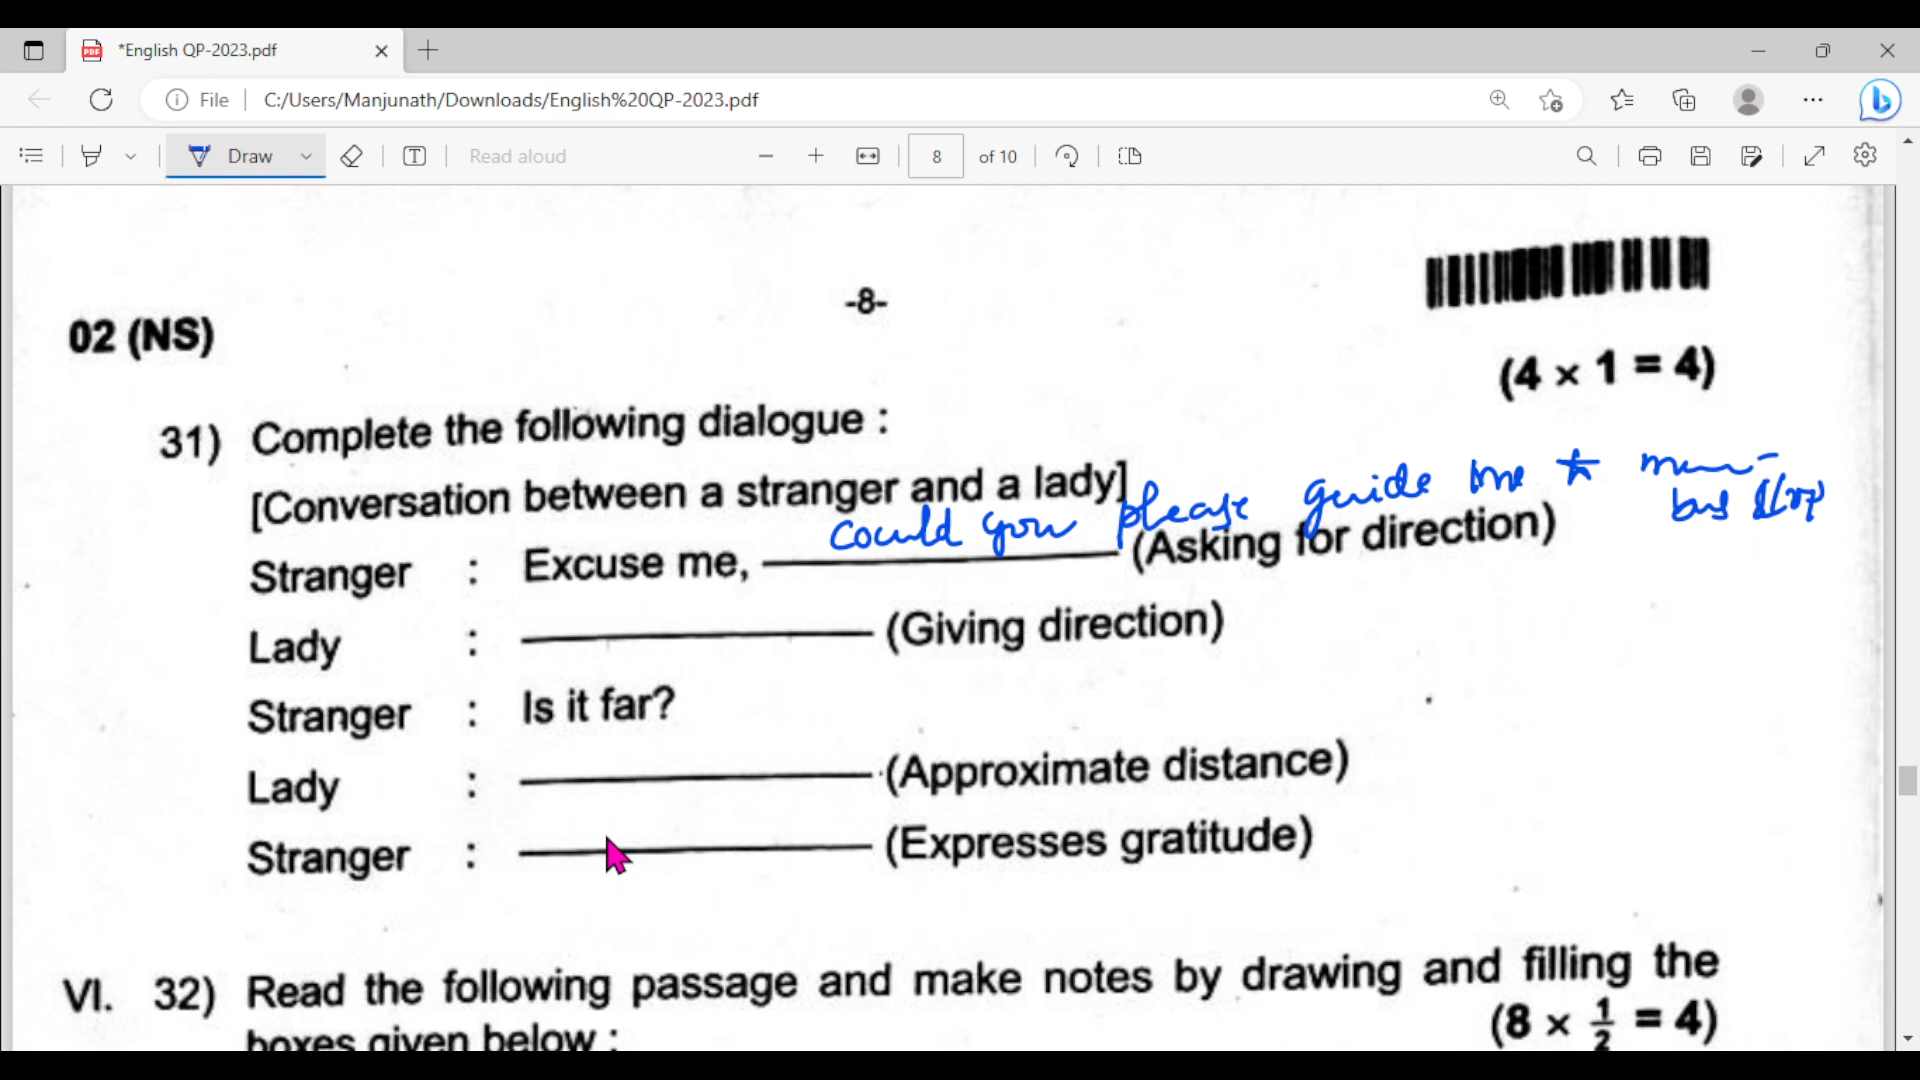 *English QP-2023.pdf
File C:/Users/Manjunath/Downloads/English%20QP-2023.pdf
Draw Read aloud 8 of 10
-8-
02 (NS)
(4 × 1 = 4)
31) Complete the following dialogue :
[Conversation between a stranger and a lady]
could you please guide me
bus stop
Stranger : Excuse me, (Asking for direction)
Lady : (Giving direction)
Stranger : Is it far?
Lady : (Approximate distance)
Stranger : (Expresses gratitude)
VI. 32) Read the following passage and make notes by drawing and filling the
boxes given below :
(8 × 1/2 = 4)